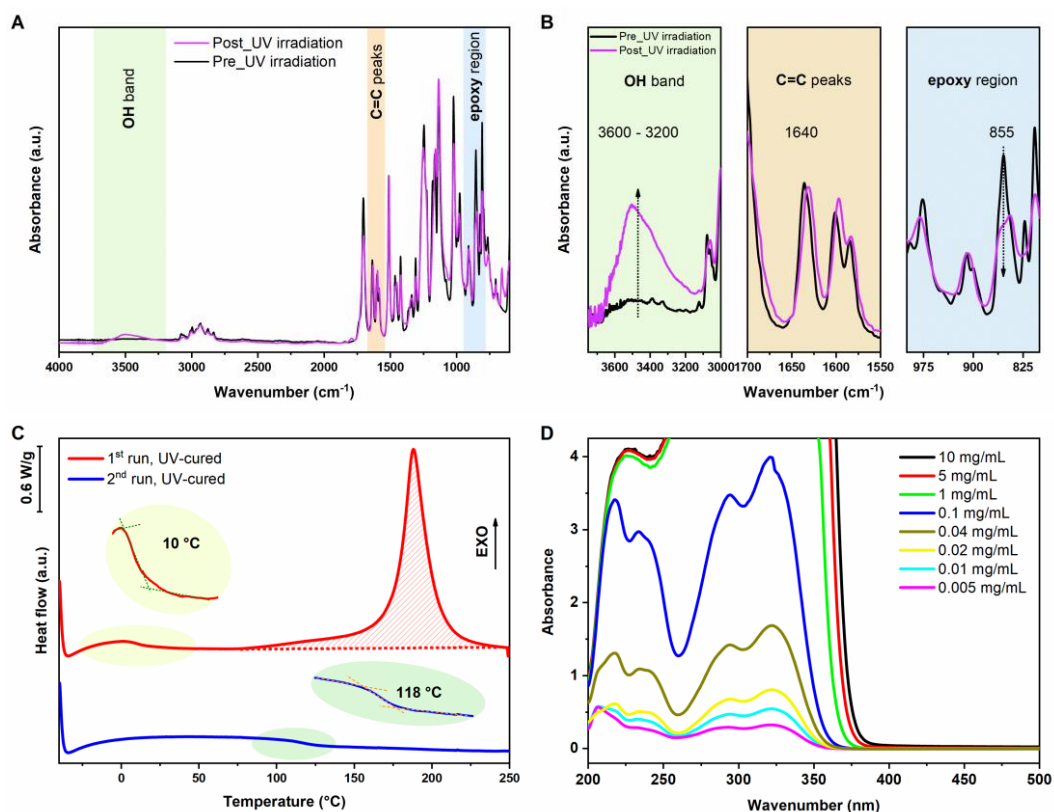 A
Post_UV irradiation
Pre_UV irradiation
OH band
C=C peaks
epoxy region
Absorbance (a.u.)
4000 3500 3000 2500 2000 1500 1000
Wavenumber (cm-1)
B
Pre_UV irradiation
Post_UV irradiation
OH band
3600 - 3200
C=C peaks
1640
epoxy region
855
Absorbance (a.u.)
3600 3400 3200 3000
1700 1650 1600 1550
975 900 825
Wavenumber (cm-1)
C
0.6 W/g
1st run, UV-cured
2nd run, UV-cured
10 °C
EXO
118 °C
Heat flow (a.u.)
0 50 100 150 200 250
Temperature (°C)
D
10 mg/mL
5 mg/mL
1 mg/mL
0.1 mg/mL
0.04 mg/mL
0.02 mg/mL
0.01 mg/mL
0.005 mg/mL
Absorbance
4
3
2
1
0
200 250 300 350 400 450 500
Wavenumber (nm)